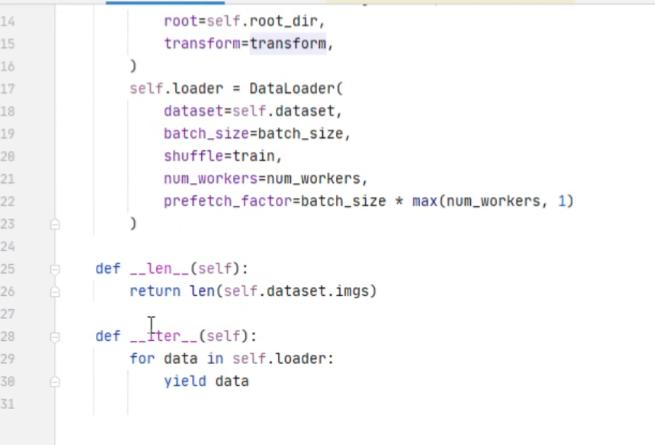 14 root=self.root_dir,
15 transform=transform,
16 )
17 self.loader = DataLoader(
18 dataset=self.dataset,
19 batch_size=batch_size,
20 shuffle=train,
21 num_workers=num_workers,
22 prefetch_factor=batch_size * max(num_workers, 1)
23 )
24
25 def __len__(self):
26 return len(self.dataset.imgs)
27
28 def __iter__(self):
29 for data in self.loader:
30 yield data
31